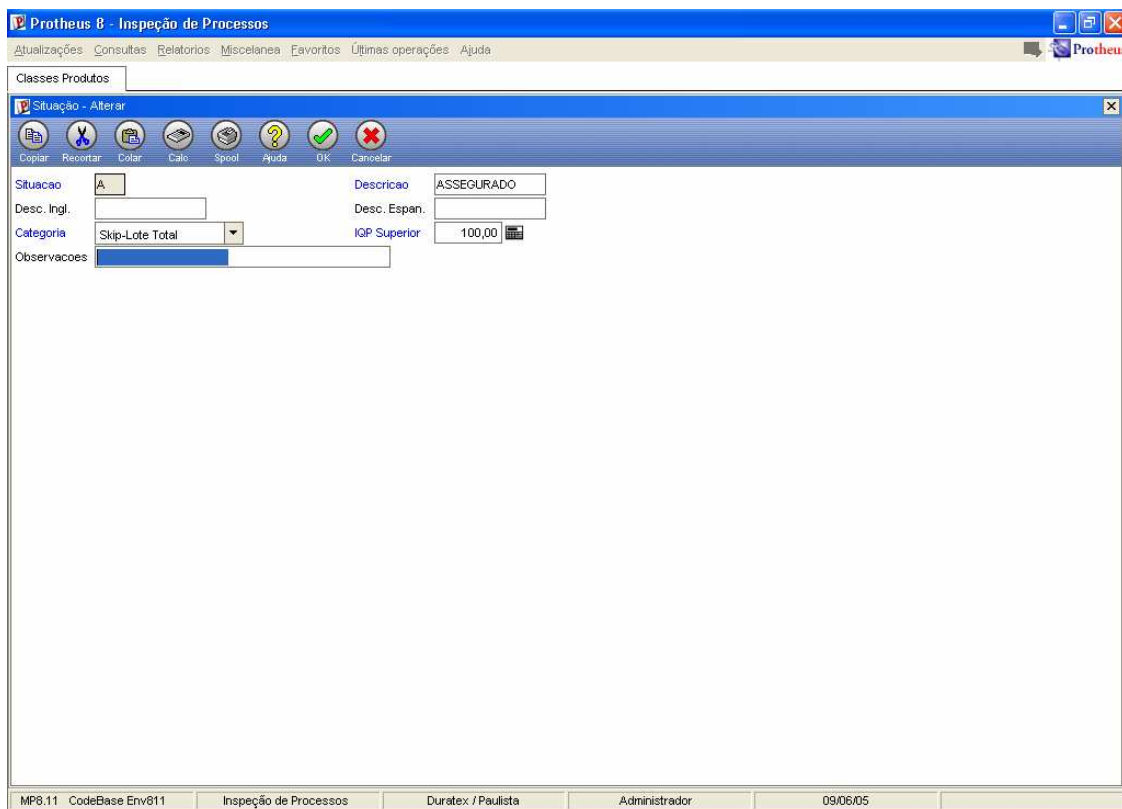 Protheus 8 - Inspeção de Processos
Atualizações Consultas Relatorios Miscelanea Favoritos Últimas operações Ajuda Protheus
Classes Produtos
Situação - Alterar
Copiar Recortar Colar Calc Spool Ajuda OK Cancelar
Situacao A Descricao ASSEGURADO
Desc. Ingl. Desc. Espan.
Categoria Skip-Lote Total IQP Superior 100,00
Observacoes
MP8.11 CodeBase Env811 Inspeção de Processos Duratex / Paulista Administrador 09/06/05